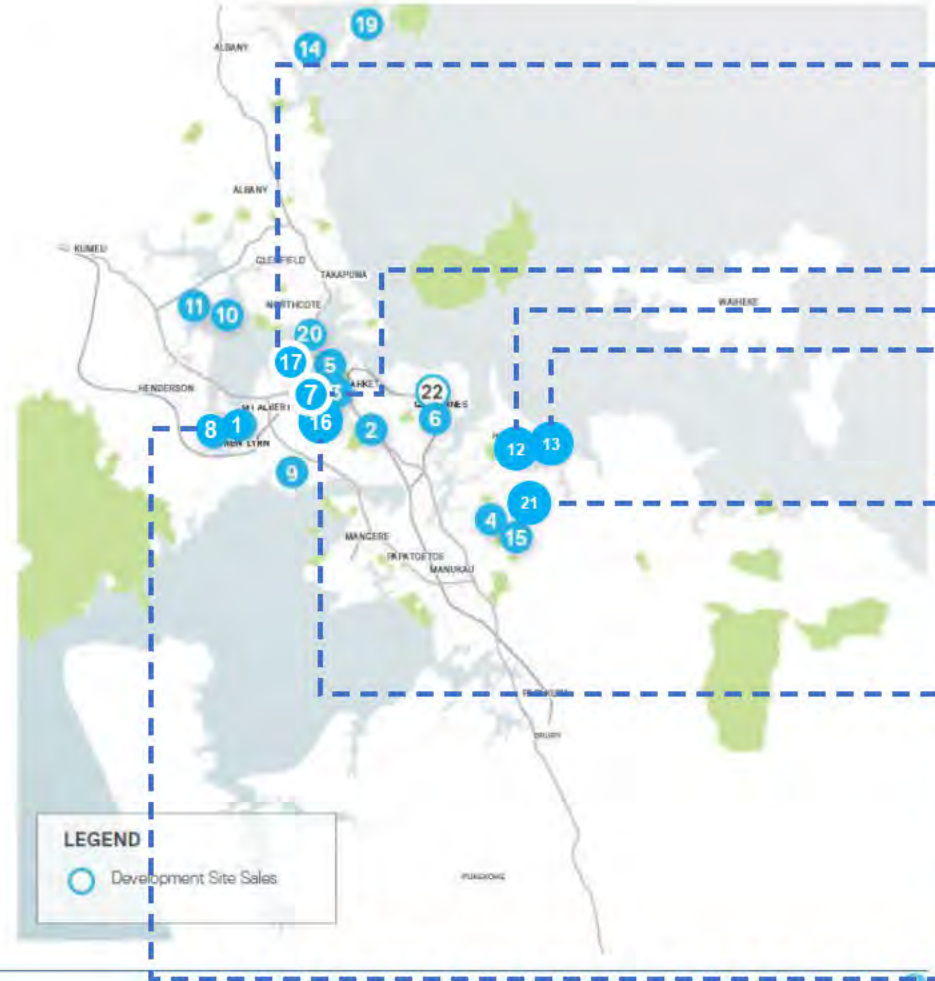 19
14
ALBANY
ALBANY
KUMEU
GLENFIELD
TAKAPUNA
WAIHEKE
11
10
NORTHCOTE
20
17
5
HENDERSON
7
3
22
MT ALBERT
1
8
16
2
6
12
13
9
21
4
15
MANGERE
PAPATOETOE
MANUKAU
DRURY
LEGEND
Development Site Sales
PUKEKOHE